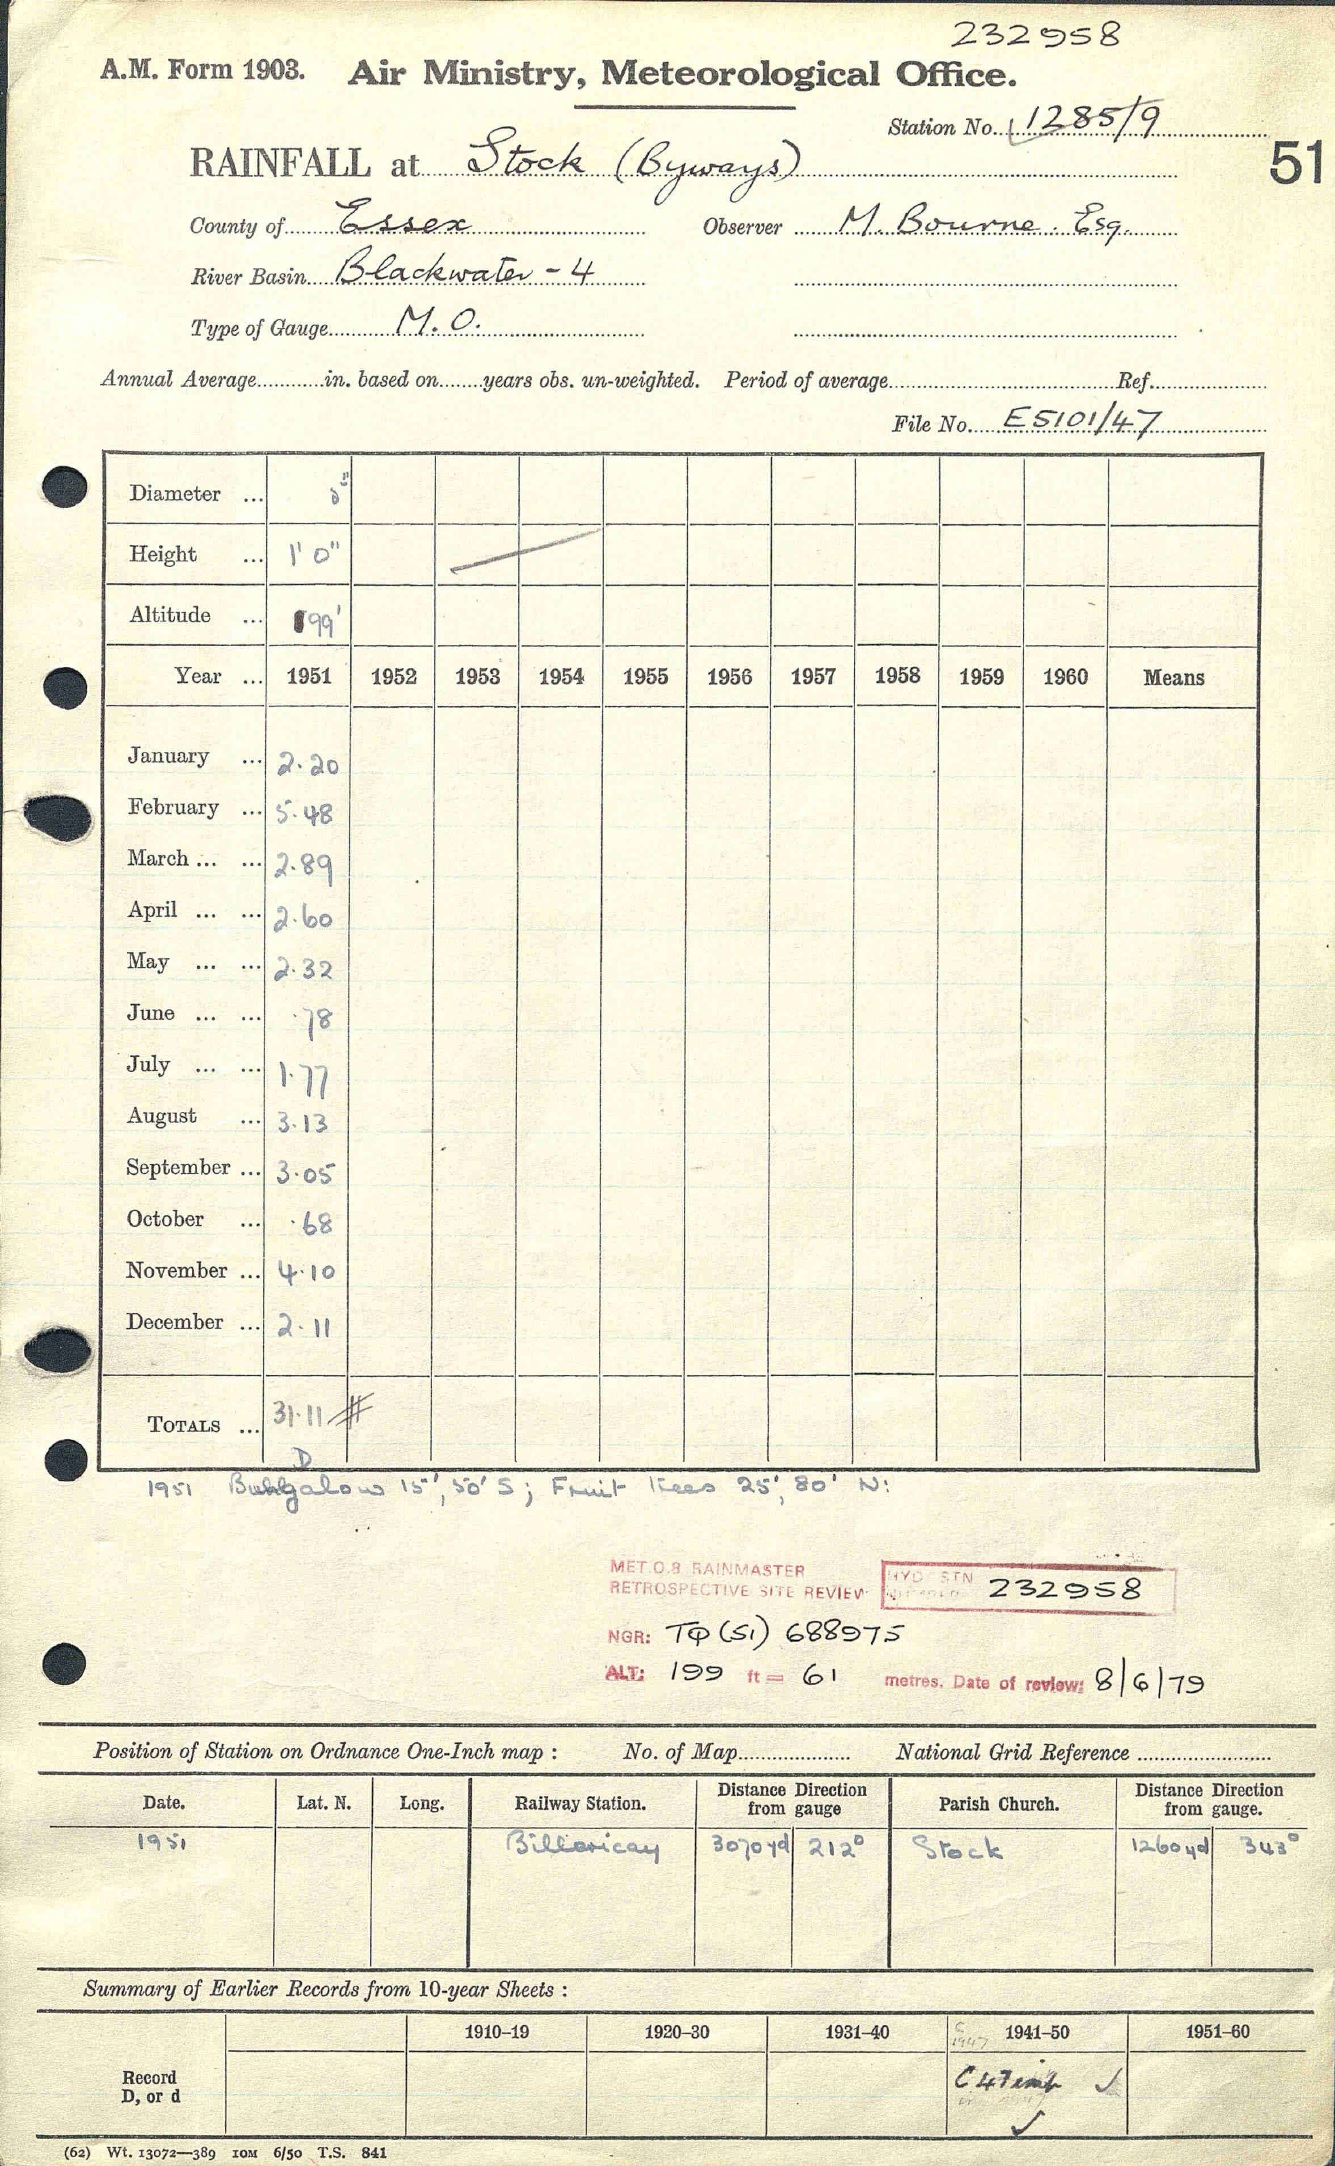 232958
A.M. Form 1903. Air Ministry, Meteorological Office.
Station No. 1285/9
51
RAINFALL at Stock (Byways)
County of Essex Observer M. Bourne. Esq.
River Basin Blackwater - 4
Type of Gauge M.O.
Annual Average in. based on years obs. un-weighted. Period of average Ref.
File No. E5101/47
Diameter ... 5"
Height ... 1' 0"
Altitude ... 199'
Year ... 1951 1952 1953 1954 1955 1956 1957 1958 1959 1960 Means
January ... 2.20
February ... 5.48
March ... ... 2.89
April ... ... 2.60
May ... ... 2.32
June ... ... .78
July ... ... 1.77
August ... 3.13
September ... 3.05
October ... .68
November ... 4.10
December ... 2.11
TOTALS ... 31.11
D
1951 Bungalow 15', 50' S; Fruit trees 25', 80' N:
MET.O.8 RAINMASTER
RETROSPECTIVE SITE REVIEW HYD STN 232958
NGR: TQ (51) 688975
ALT: 199 ft = 61 metres. Date of review: 8/6/79
Position of Station on Ordnance One-Inch map : No. of Map National Grid Reference
Date. Lat. N. Long. Railway Station. Distance Direction from gauge Parish Church. Distance Direction from gauge.
1951 Billericay 3070yd 212° Stock 1260yd 343°
Summary of Earlier Records from 10-year Sheets :
1910–19 1920–30 1931–40 C 1947 1941–50 1951–60
Record
D, or d
C 47 ✓
✓
(62) Wt. 13072—389 10M 6/50 T.S. 841